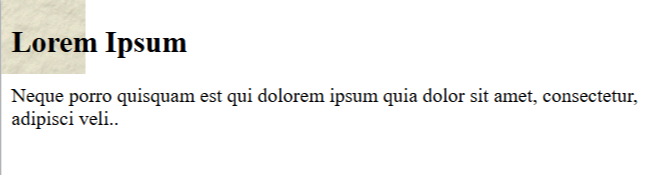 Lorem Ipsum
Neque porro quisquam est qui dolorem ipsum quia dolor sit amet, consectetur,
adipisci veli..